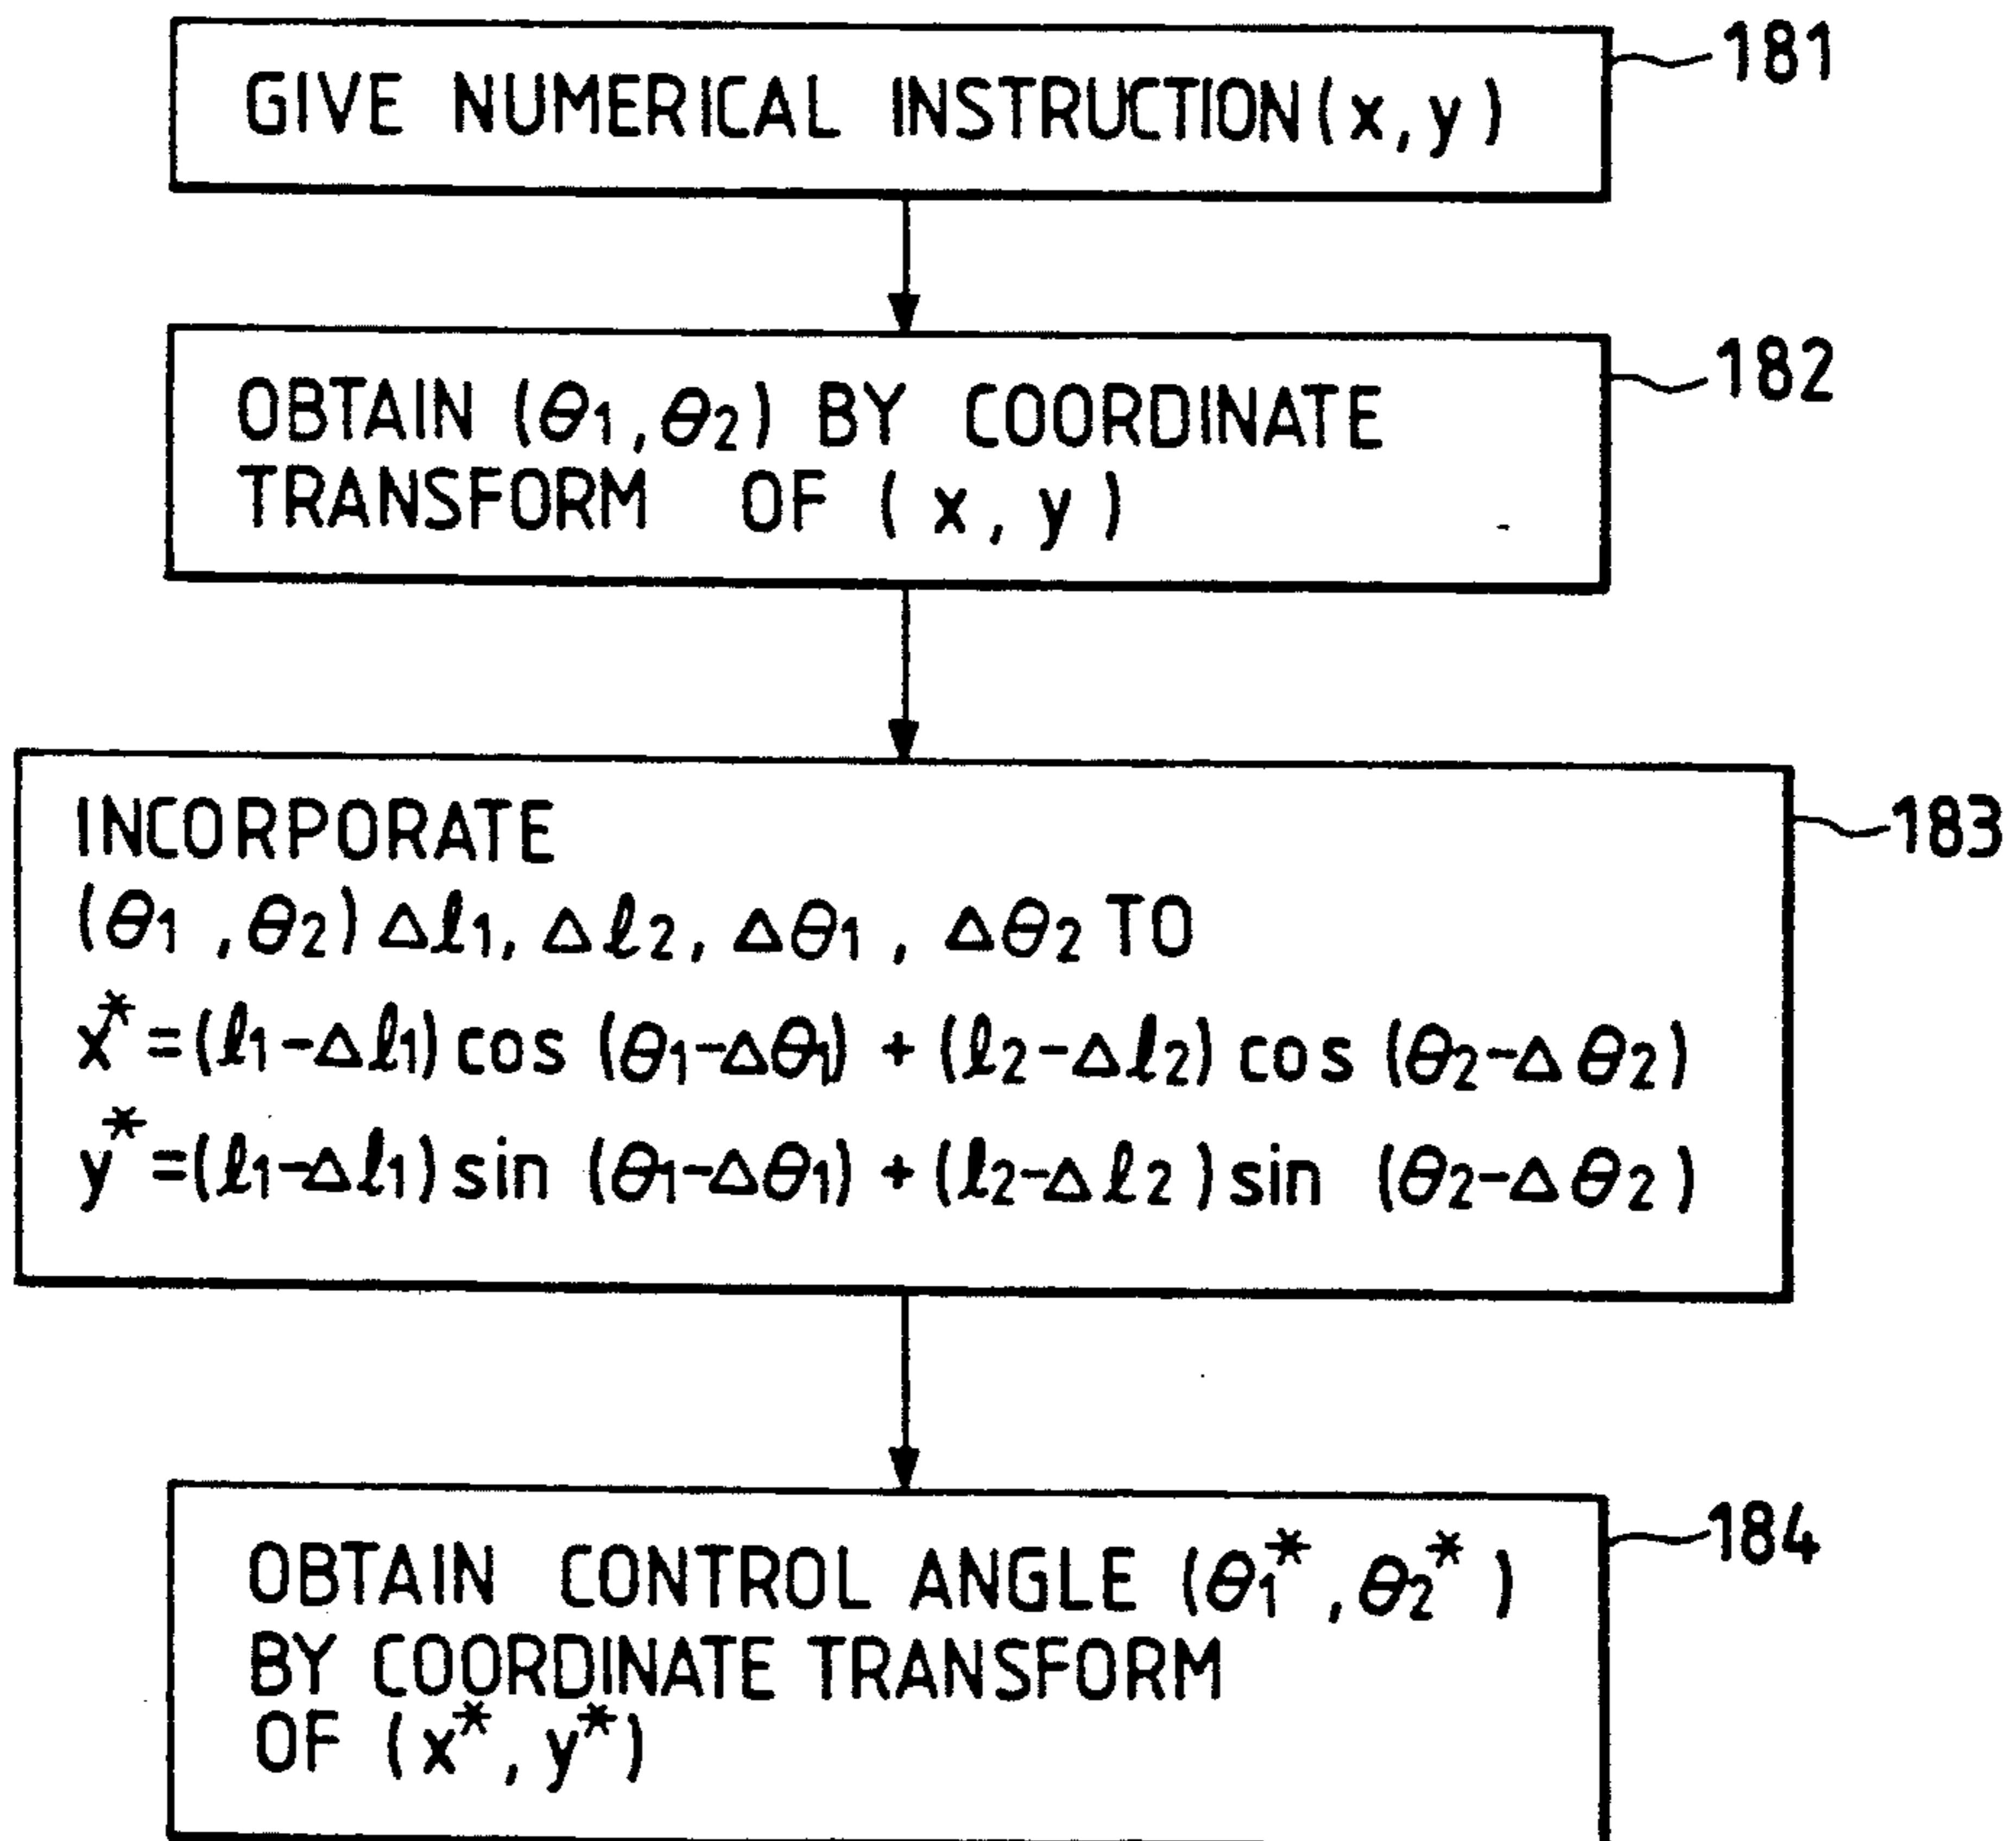 GIVE NUMERICAL INSTRUCTION(x, y)
181
OBTAIN (θ1, θ2) BY COORDINATE
TRANSFORM OF (x, y)
182
INCORPORATE
(θ1, θ2) Δℓ1, Δℓ2, Δθ1, Δθ2 TO
x*=(ℓ1-Δℓ1) cos (θ1-Δθ1) + (ℓ2-Δℓ2) cos (θ2-Δθ2)
y*=(ℓ1-Δℓ1) sin (θ1-Δθ1) + (ℓ2-Δℓ2) sin (θ2-Δθ2)
183
OBTAIN CONTROL ANGLE (θ1*, θ2*)
BY COORDINATE TRANSFORM
OF (x*, y*)
184